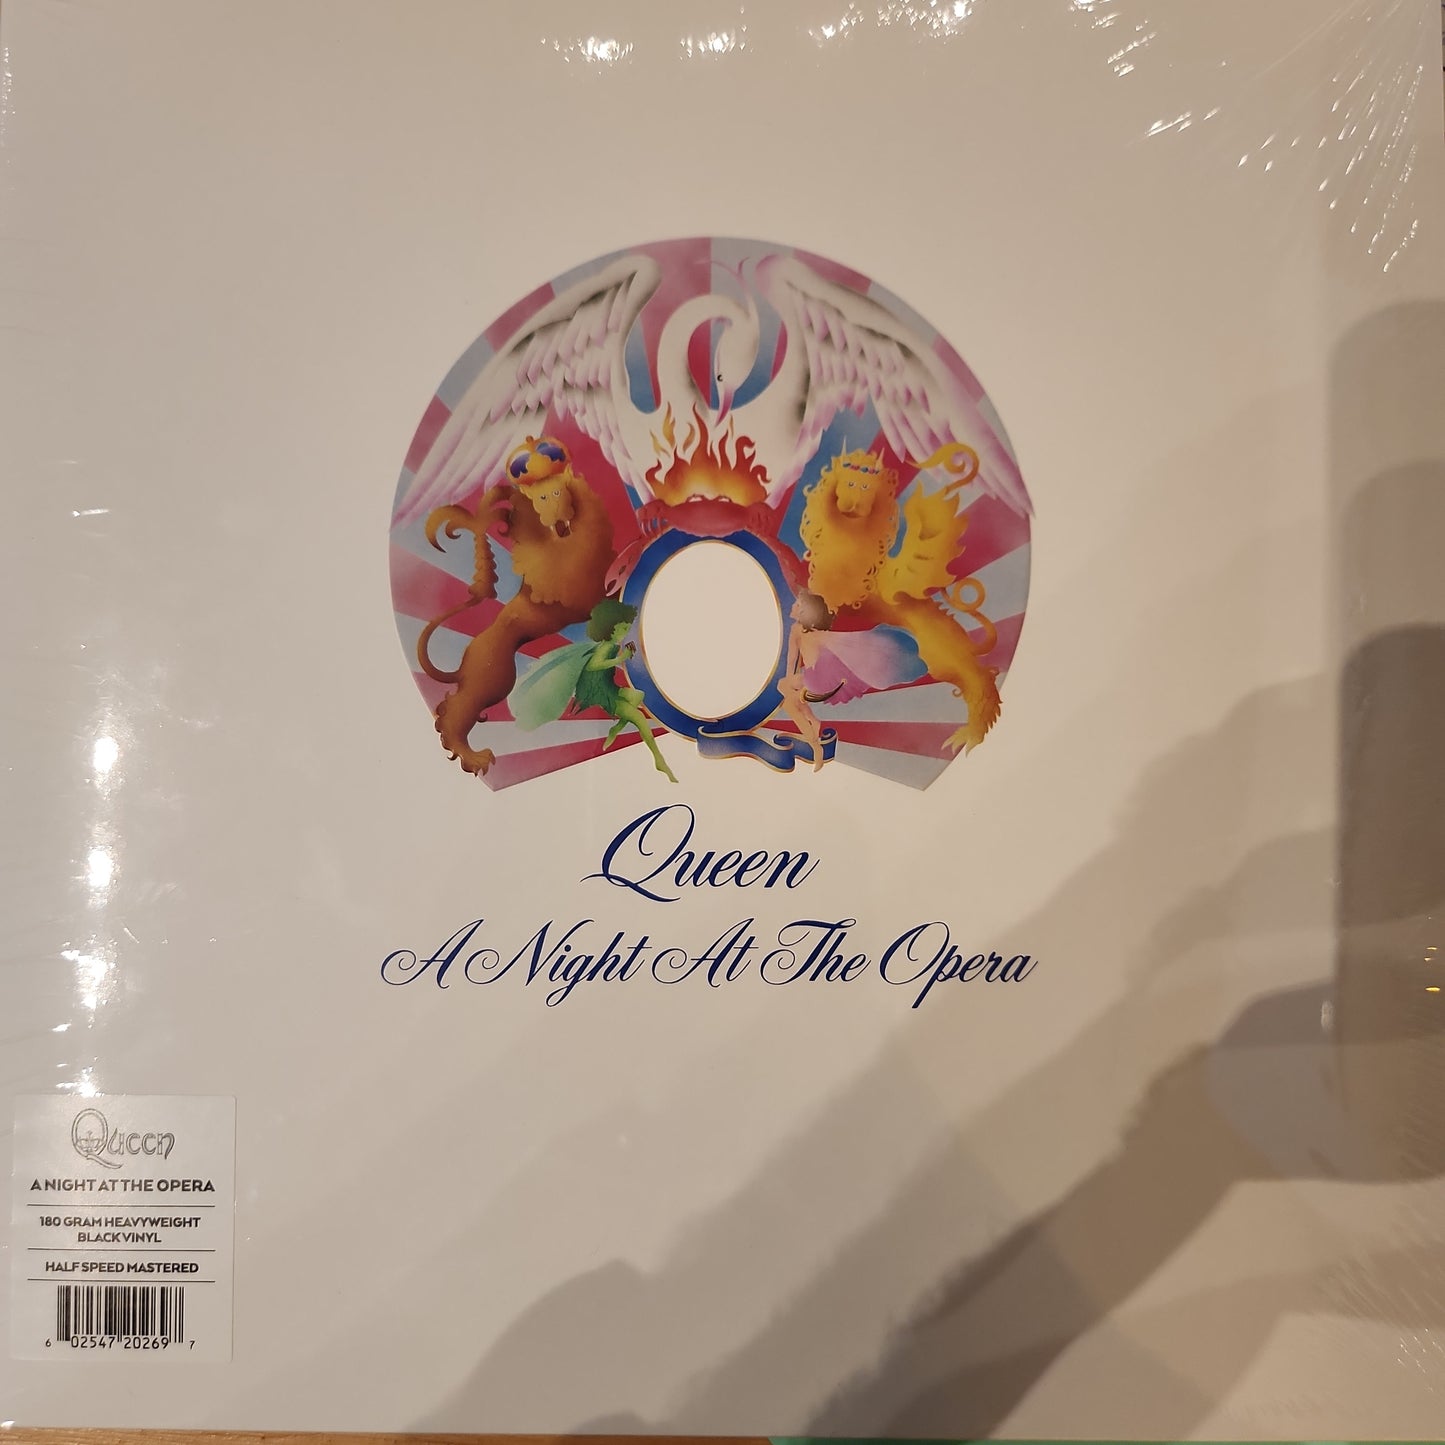 Queen
A Night At The Opera
Queen
A NIGHT AT THE OPERA
180 GRAM HEAVYWEIGHT
BLACK VINYL
HALF SPEED MASTERED
6 02547 20269 7